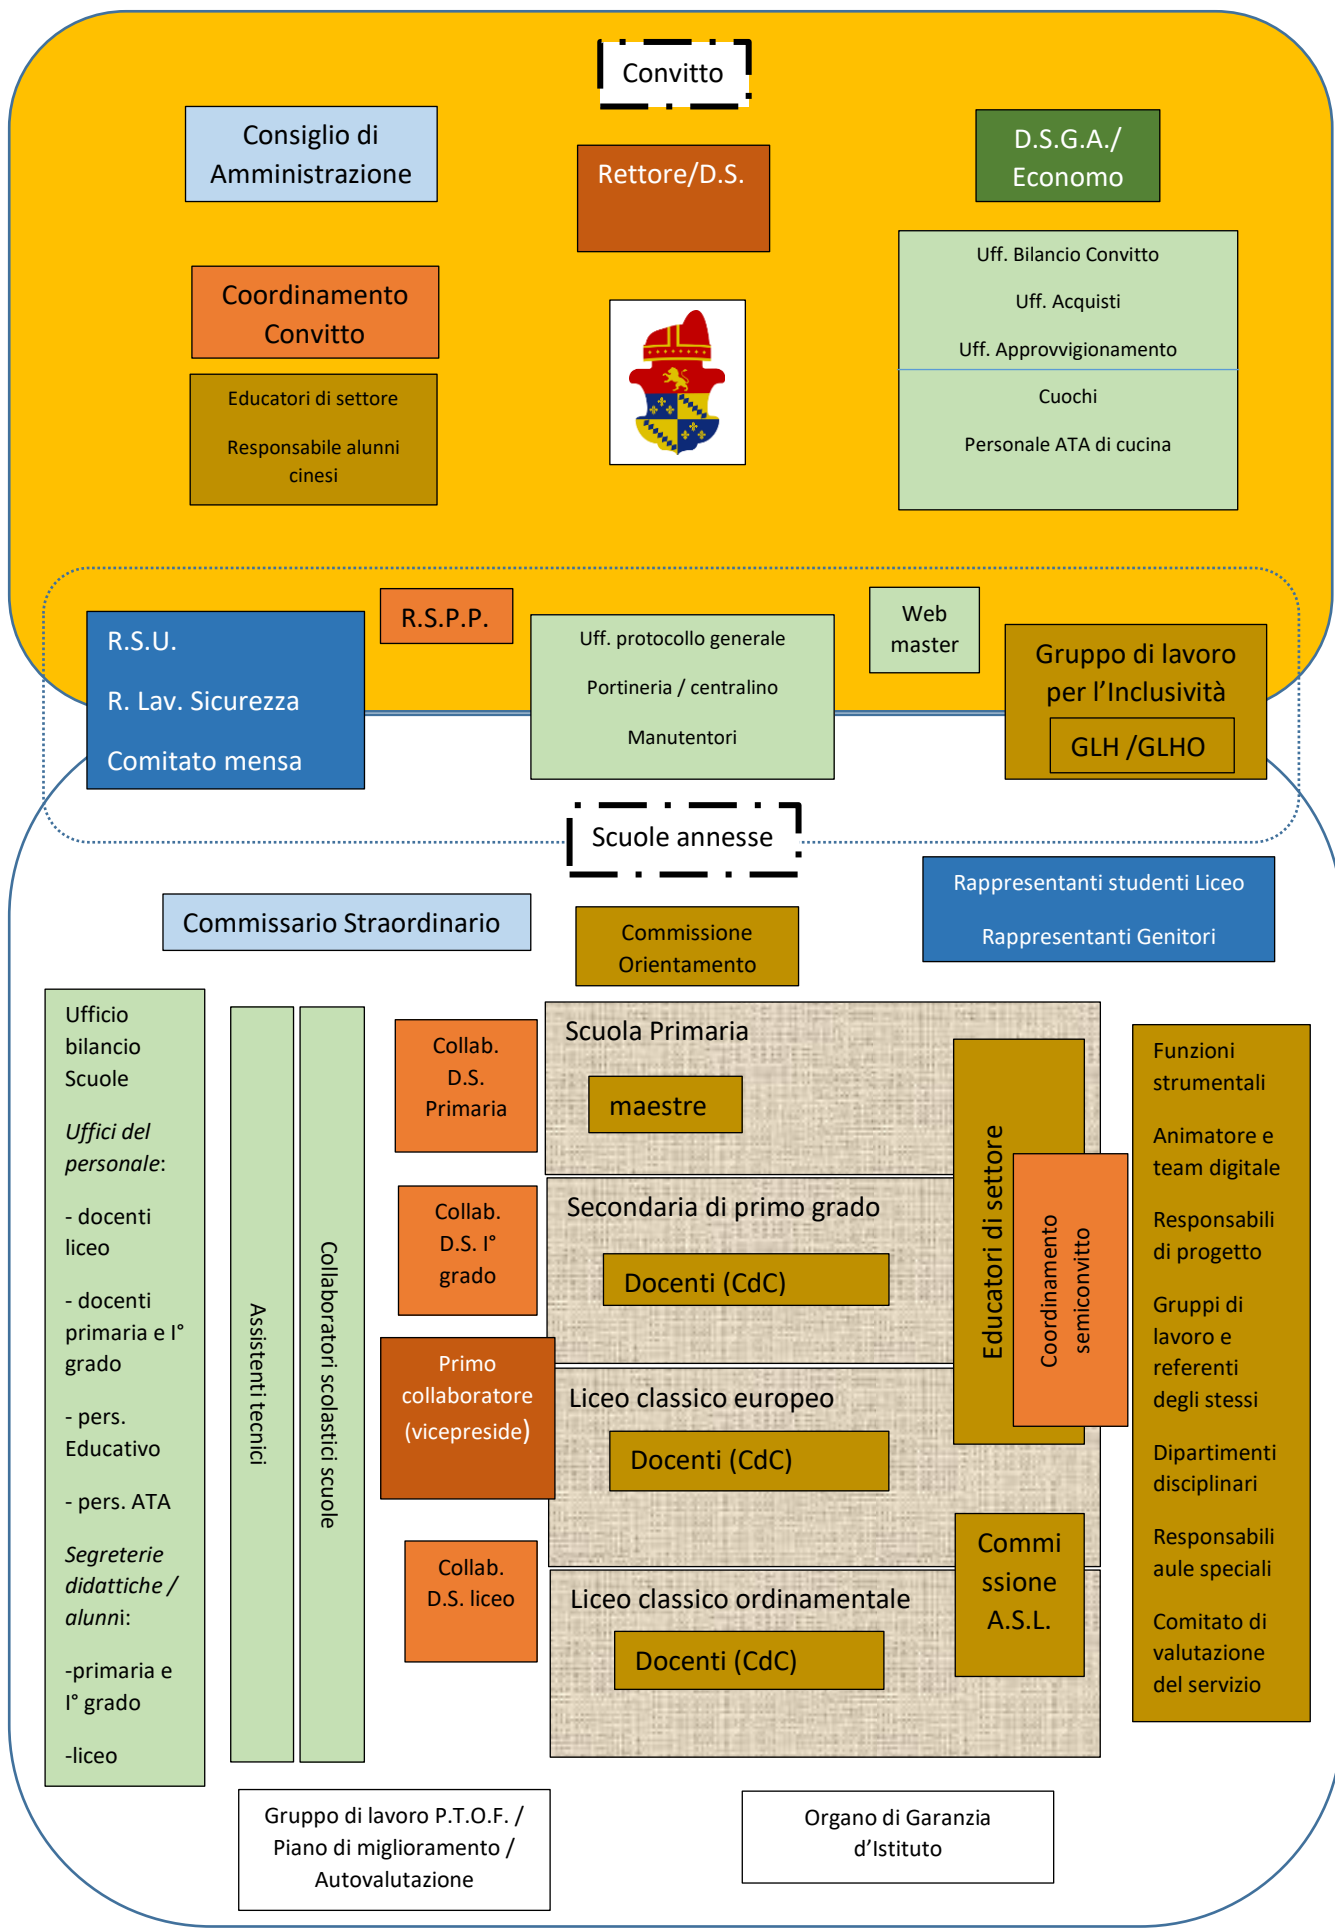 Convitto
Consiglio di
Amministrazione
Rettore/D.S.
D.S.G.A./
Economo
Uff. Bilancio Convitto
Uff. Acquisti
Uff. Approvvigionamento
Cuochi
Personale ATA di cucina
Coordinamento
Convitto
Educatori di settore
Responsabile alunni
cinesi
R.S.U.
R. Lav. Sicurezza
Comitato mensa
R.S.P.P.
Uff. protocollo generale
Portineria / centralino
Manutentori
Web
master
Gruppo di lavoro
per l'Inclusività
GLH /GLHO
Scuole annesse
Commissario Straordinario
Commissione
Orientamento
Rappresentanti studenti Liceo
Rappresentanti Genitori
Ufficio
bilancio
Scuole
Uffici del
personale:
- docenti
liceo
- docenti
primaria e I°
grado
- pers.
Educativo
- pers. ATA
Segreterie
didattiche /
alunni:
-primaria e
I° grado
-liceo
Assistenti tecnici
Collaboratori scolastici scuole
Collab.
D.S.
Primaria
Collab.
D.S. I°
grado
Primo
collaboratore
(vicepreside)
Collab.
D.S. liceo
Scuola Primaria
maestre
Secondaria di primo grado
Docenti (CdC)
Liceo classico europeo
Docenti (CdC)
Liceo classico ordinamentale
Docenti (CdC)
Educatori di settore
Coordinamento
semiconvitto
Commi
ssione
A.S.L.
Funzioni
strumentali
Animatore e
team digitale
Responsabili
di progetto
Gruppi di
lavoro e
referenti
degli stessi
Dipartimenti
disciplinari
Responsabili
aule speciali
Comitato di
valutazione
del servizio
Gruppo di lavoro P.T.O.F. /
Piano di miglioramento /
Autovalutazione
Organo di Garanzia
d'Istituto